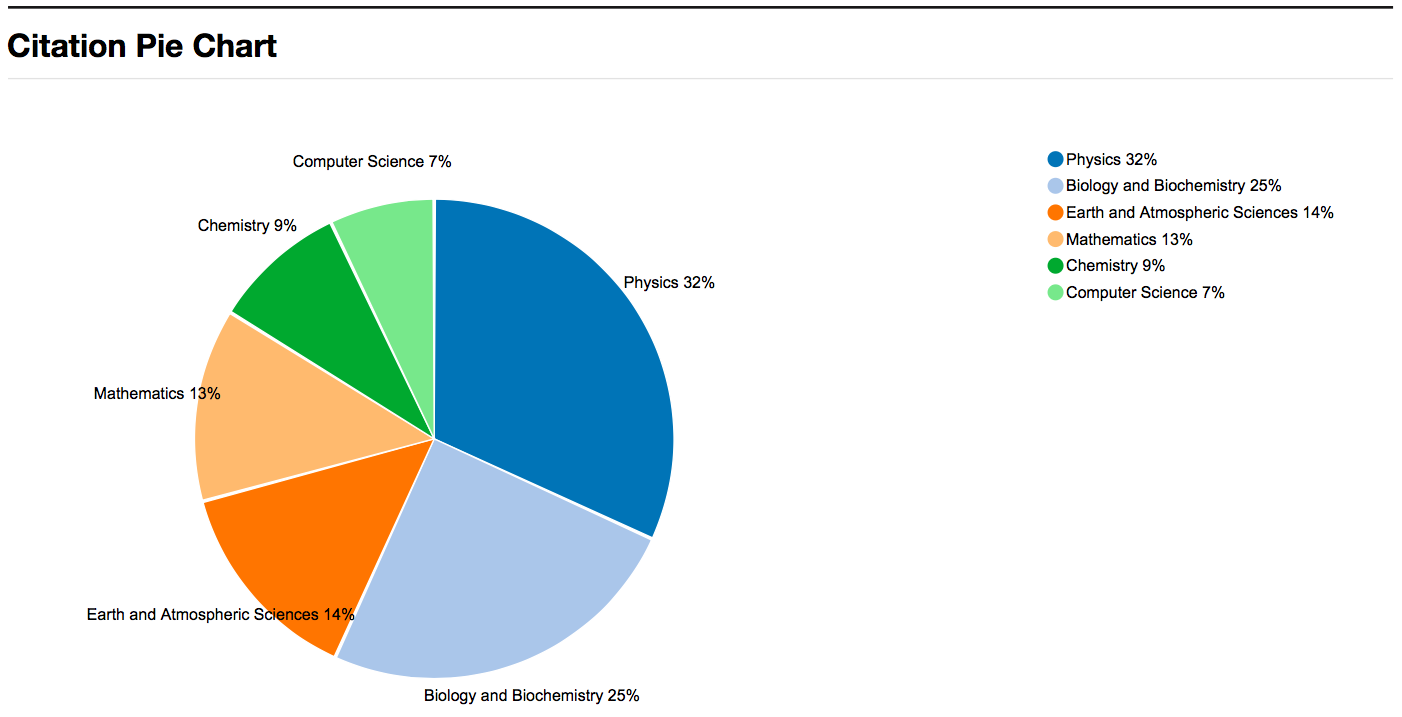 Citation Pie Chart
Computer Science 7%
Chemistry 9%
Physics 32%
Mathematics 13%
Earth and Atmospheric Sciences 14%
Biology and Biochemistry 25%
Physics 32%
Biology and Biochemistry 25%
Earth and Atmospheric Sciences 14%
Mathematics 13%
Chemistry 9%
Computer Science 7%